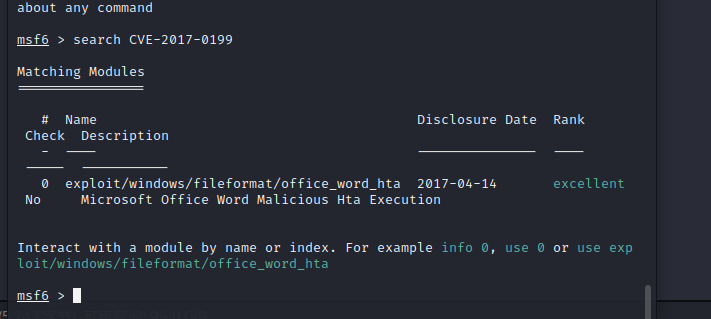 about any command
msf6 > search CVE-2017-0199
Matching Modules
================
# Name Disclosure Date Rank
Check Description
- ---- --------------- ----
----- -----------
0 exploit/windows/fileformat/office_word_hta 2017-04-14 excellent
No Microsoft Office Word Malicious Hta Execution
Interact with a module by name or index. For example info 0, use 0 or use exp
loit/windows/fileformat/office_word_hta
msf6 >